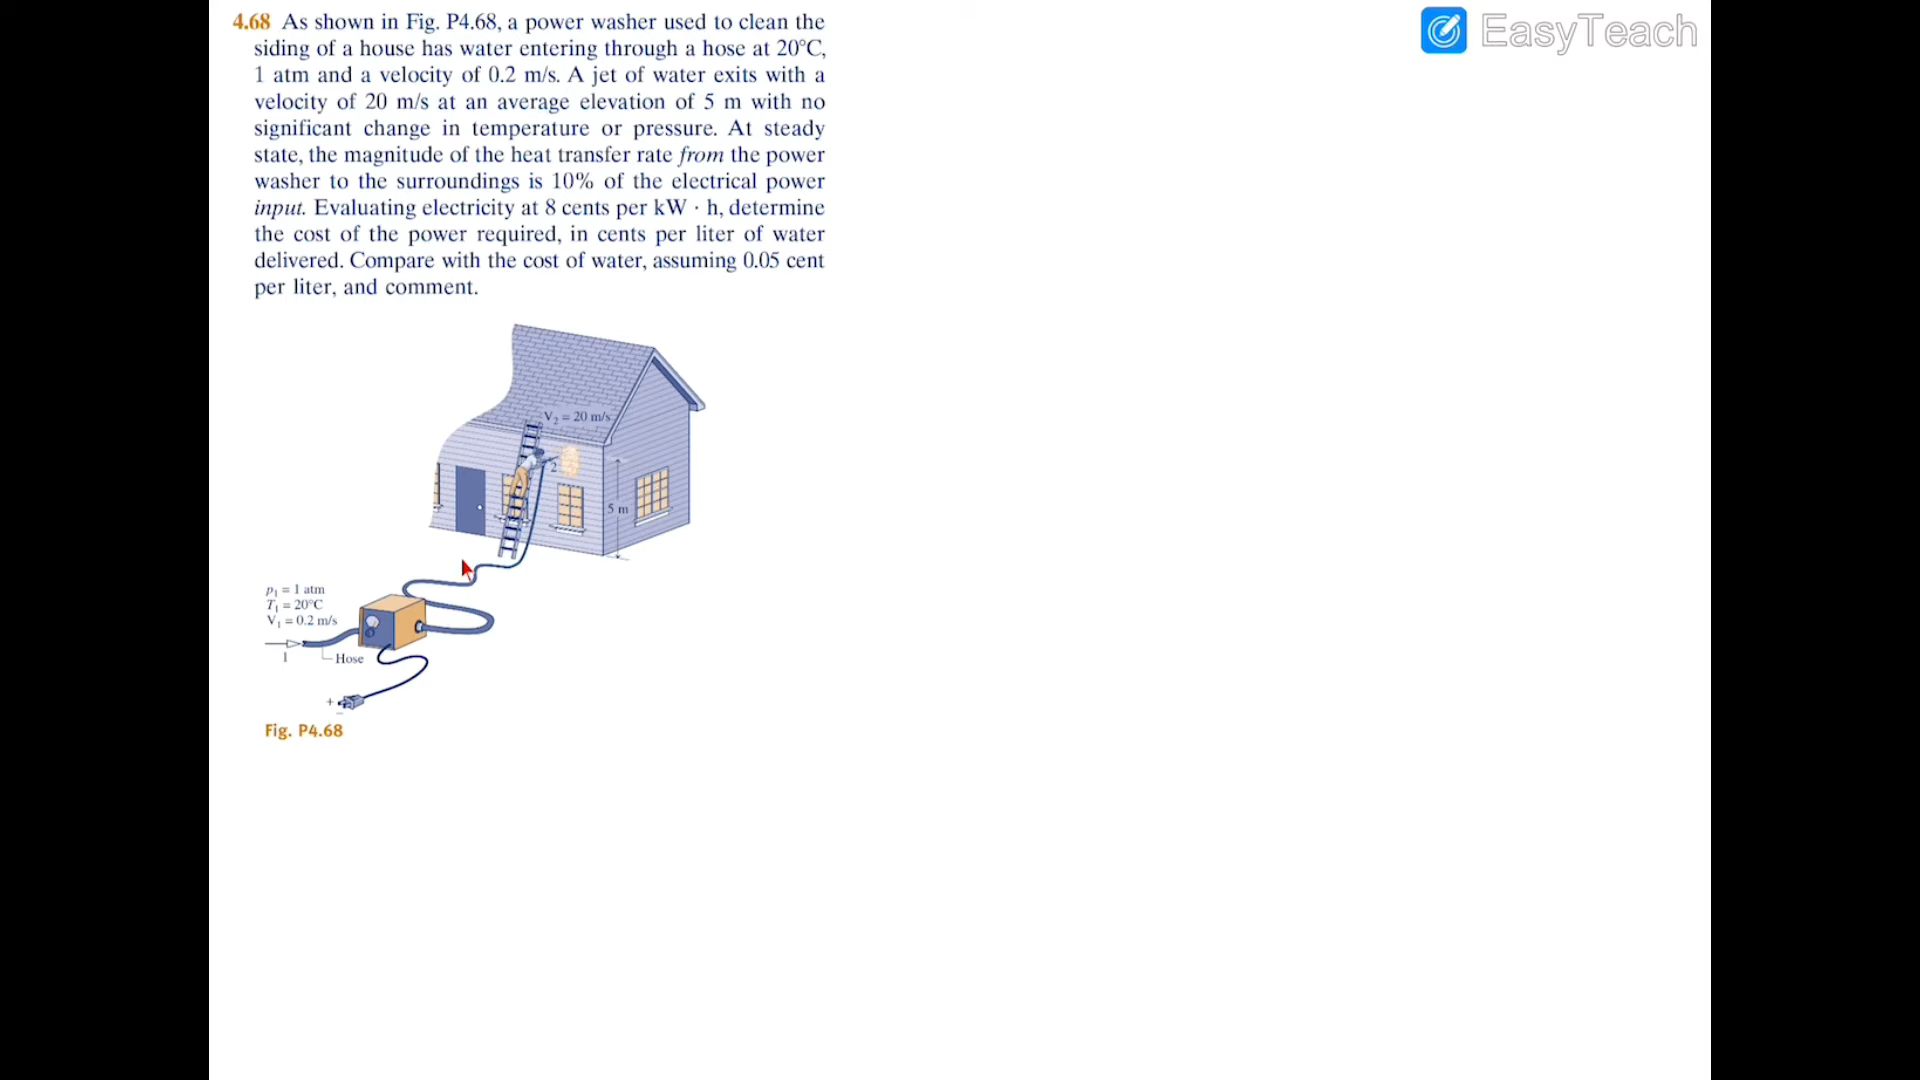 4.68 As shown in Fig. P4.68, a power washer used to clean the
siding of a house has water entering through a hose at 20°C,
1 atm and a velocity of 0.2 m/s. A jet of water exits with a
velocity of 20 m/s at an average elevation of 5 m with no
significant change in temperature or pressure. At steady
state, the magnitude of the heat transfer rate from the power
washer to the surroundings is 10% of the electrical power
input. Evaluating electricity at 8 cents per kW · h, determine
the cost of the power required, in cents per liter of water
delivered. Compare with the cost of water, assuming 0.05 cent
per liter, and comment.
EasyTeach
V₂ = 20 m/s
2
5 m
p₁ = 1 atm
T₁ = 20°C
V₁ = 0.2 m/s
1
Hose
+
–
Fig. P4.68